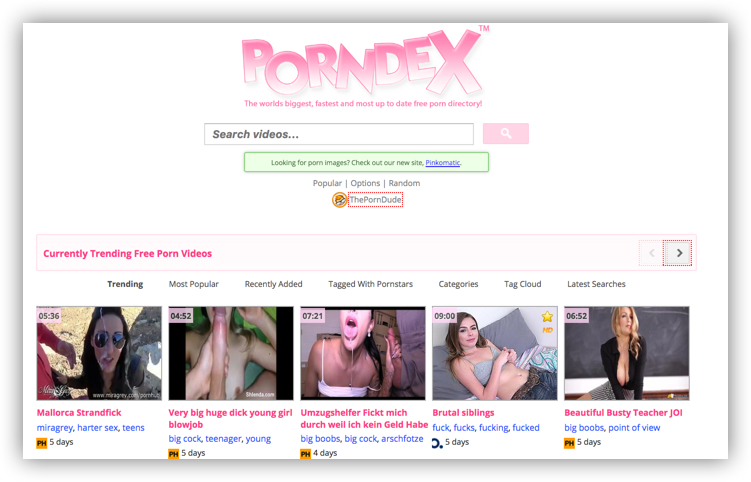 PORNDEX™
The worlds biggest, fastest and most up to date free porn directory!
Search videos...
Looking for porn images? Check out our new site, Pinkomatic.
Popular | Options | Random
ThePornDude
Currently Trending Free Porn Videos
Trending Most Popular Recently Added Tagged With Pornstars Categories Tag Cloud Latest Searches
05:36 04:52 07:21 09:00 06:52
HD
www.miragrey.com/pornhub
Shlenda.com
Mallorca Strandfick
miragrey, harter sex, teens
PH 5 days
Very big huge dick young girl
blowjob
big cock, teenager, young
PH 5 days
Umzugshelfer Fickt mich
durch weil ich kein Geld Habe
big boobs, big cock, arschfotze
PH 4 days
Brutal siblings
fuck, fucks, fucking, fucked
5 days
Beautiful Busty Teacher JOI
big boobs, point of view
PH 5 days